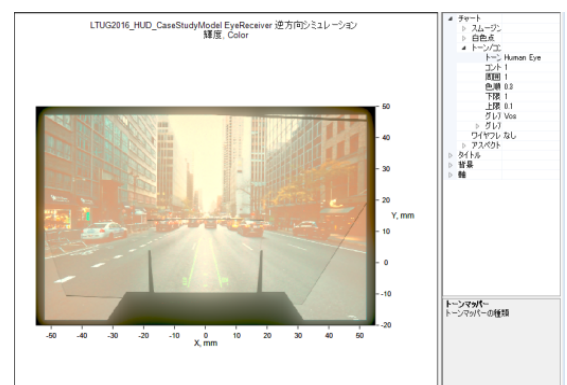 LTUG2016_HUD_CaseStudyModel EyeReceiver 逆方向シミュレーション
輝度, Color
50
40
30
20
10
0
-10
-20
Y, mm
-50 -40 -30 -20 -10 0 10 20 30 40 50
X, mm
チャート
スムージン
白色点
トーン/コ
トーン Human Eye
コント 1
周囲 1
色順 0.3
下限 1
上限 0.1
グレア Vos
グレア
ワイヤフレ なし
アスペクト
タイトル
背景
軸
トーンマッパー
トーンマッパーの種類